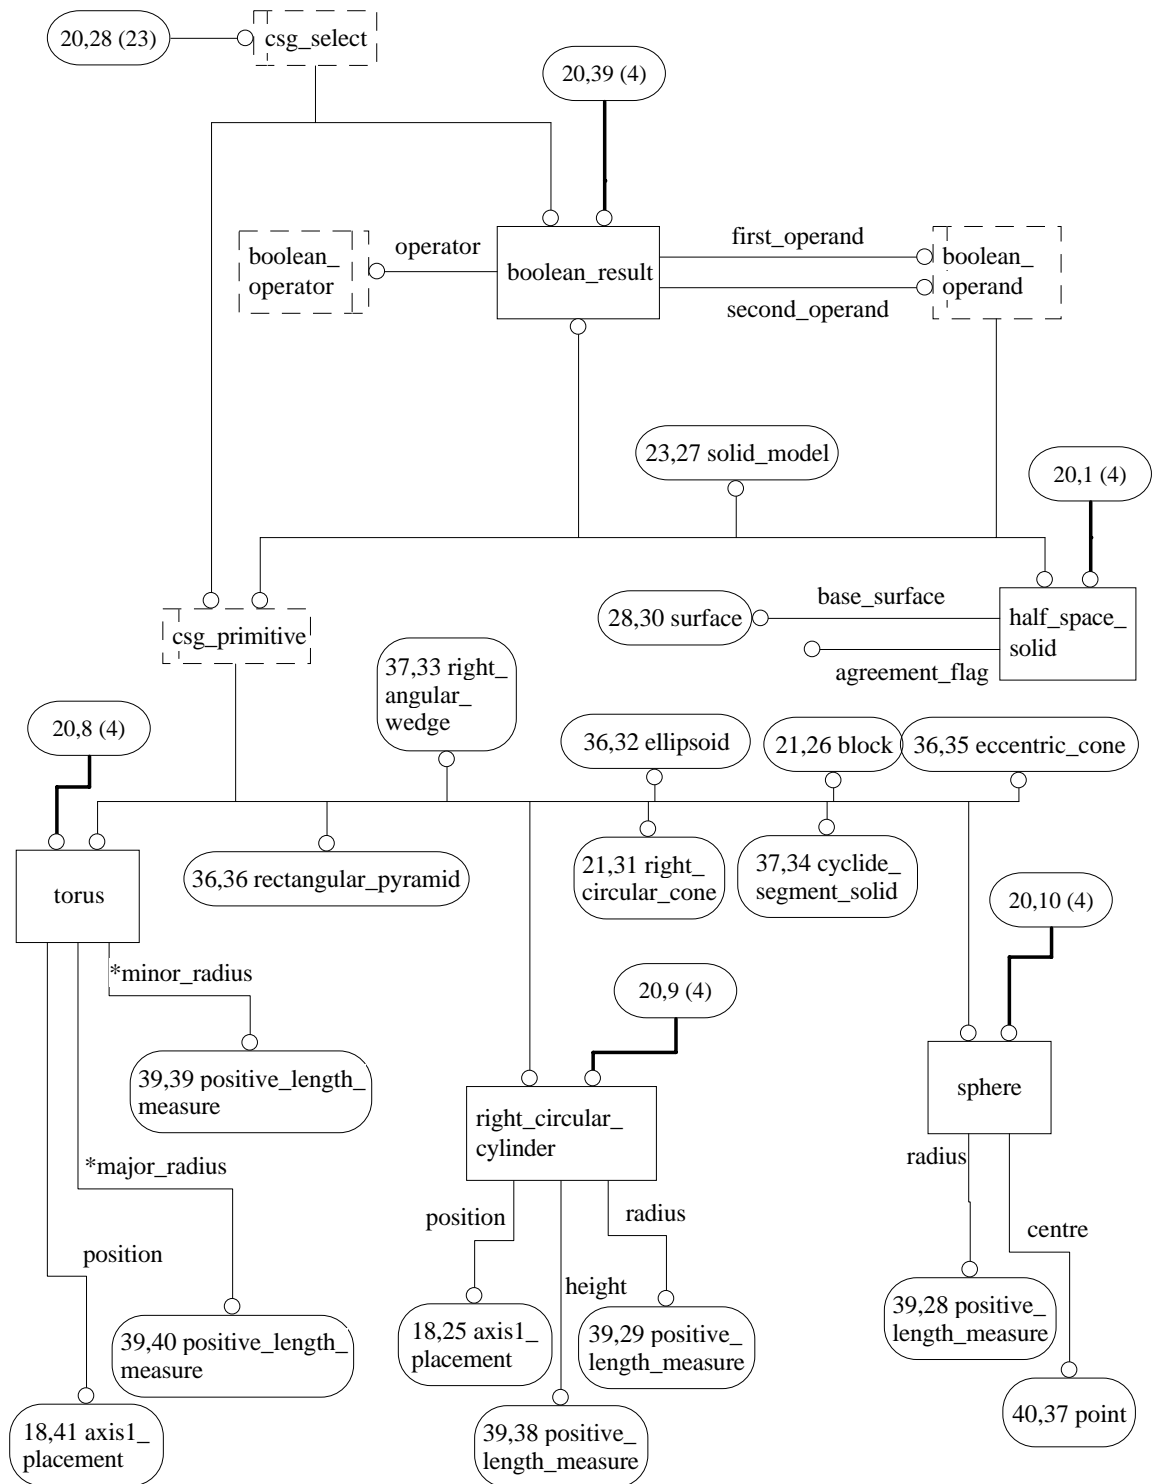 20,28 (23)
csg_select
20,39 (4)
boolean_
operator
operator
boolean_result
first_operand
second_operand
boolean_
operand
23,27 solid_model
20,1 (4)
csg_primitive
28,30 surface
base_surface
agreement_flag
half_space_
solid
37,33 right_
angular_
wedge
20,8 (4)
36,32 ellipsoid
21,26 block
36,35 eccentric_cone
torus
36,36 rectangular_pyramid
21,31 right_
circular_cone
37,34 cyclide_
segment_solid
20,10 (4)
*minor_radius
20,9 (4)
39,39 positive_length_
measure
right_circular_
cylinder
sphere
*major_radius
position
radius
radius
centre
position
height
39,40 positive_length_
measure
18,25 axis1_
placement
39,29 positive_
length_measure
39,28 positive_
length_measure
18,41 axis1_
placement
39,38 positive_
length_measure
40,37 point